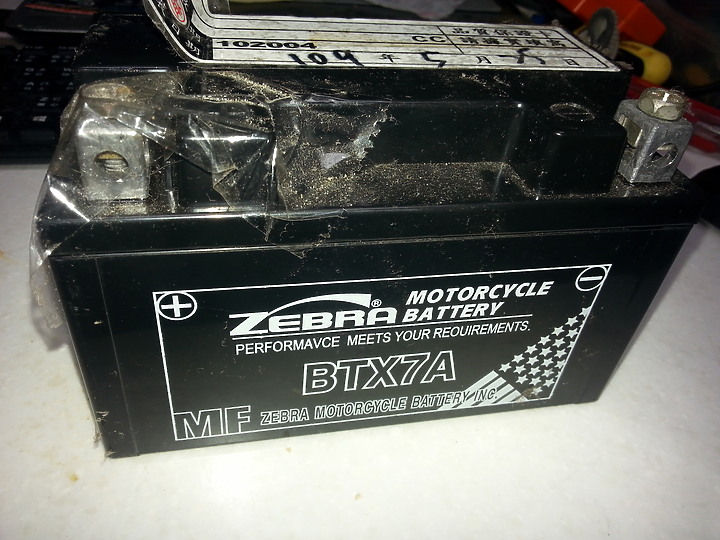 102004 CC
104 年 5 月 25 日
+
−
ZEBRA® MOTORCYCLE
BATTERY
PERFORMAVCE MEETS YOUR REQUIREMENTS.
BTX7A
MF ZEBRA MOTORCYCLE BATTERY INC.